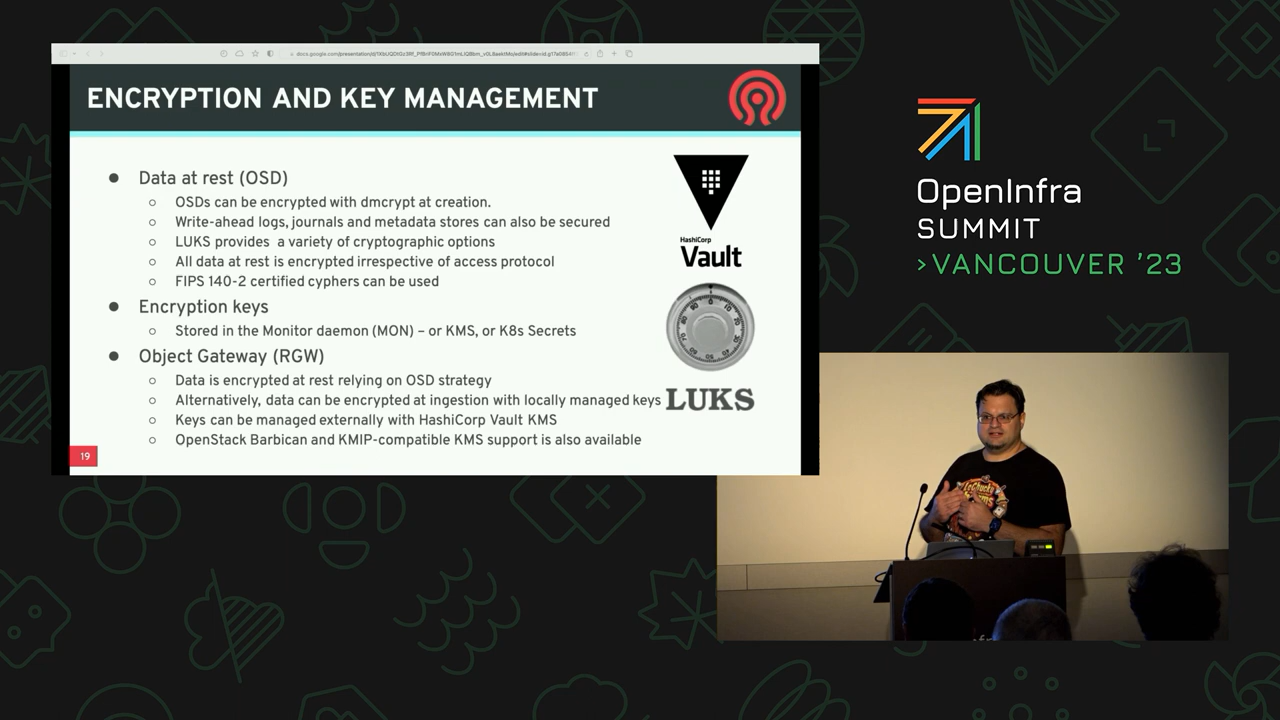 ENCRYPTION AND KEY MANAGEMENT
Data at rest (OSD)
OSDs can be encrypted with dmcrypt at creation.
Write-ahead logs, journals and metadata stores can also be secured
LUKS provides a variety of cryptographic options
All data at rest is encrypted irrespective of access protocol
FIPS 140-2 certified cyphers can be used
Encryption keys
Stored in the Monitor daemon (MON) – or KMS, or K8s Secrets
Object Gateway (RGW)
Data is encrypted at rest relying on OSD strategy
Alternatively, data can be encrypted at ingestion with locally managed keys
Keys can be managed externally with HashiCorp Vault KMS
OpenStack Barbican and KMIP-compatible KMS support is also available
19
HashiCorp
Vault
LUKS
OpenInfra
SUMMIT
>VANCOUVER '23